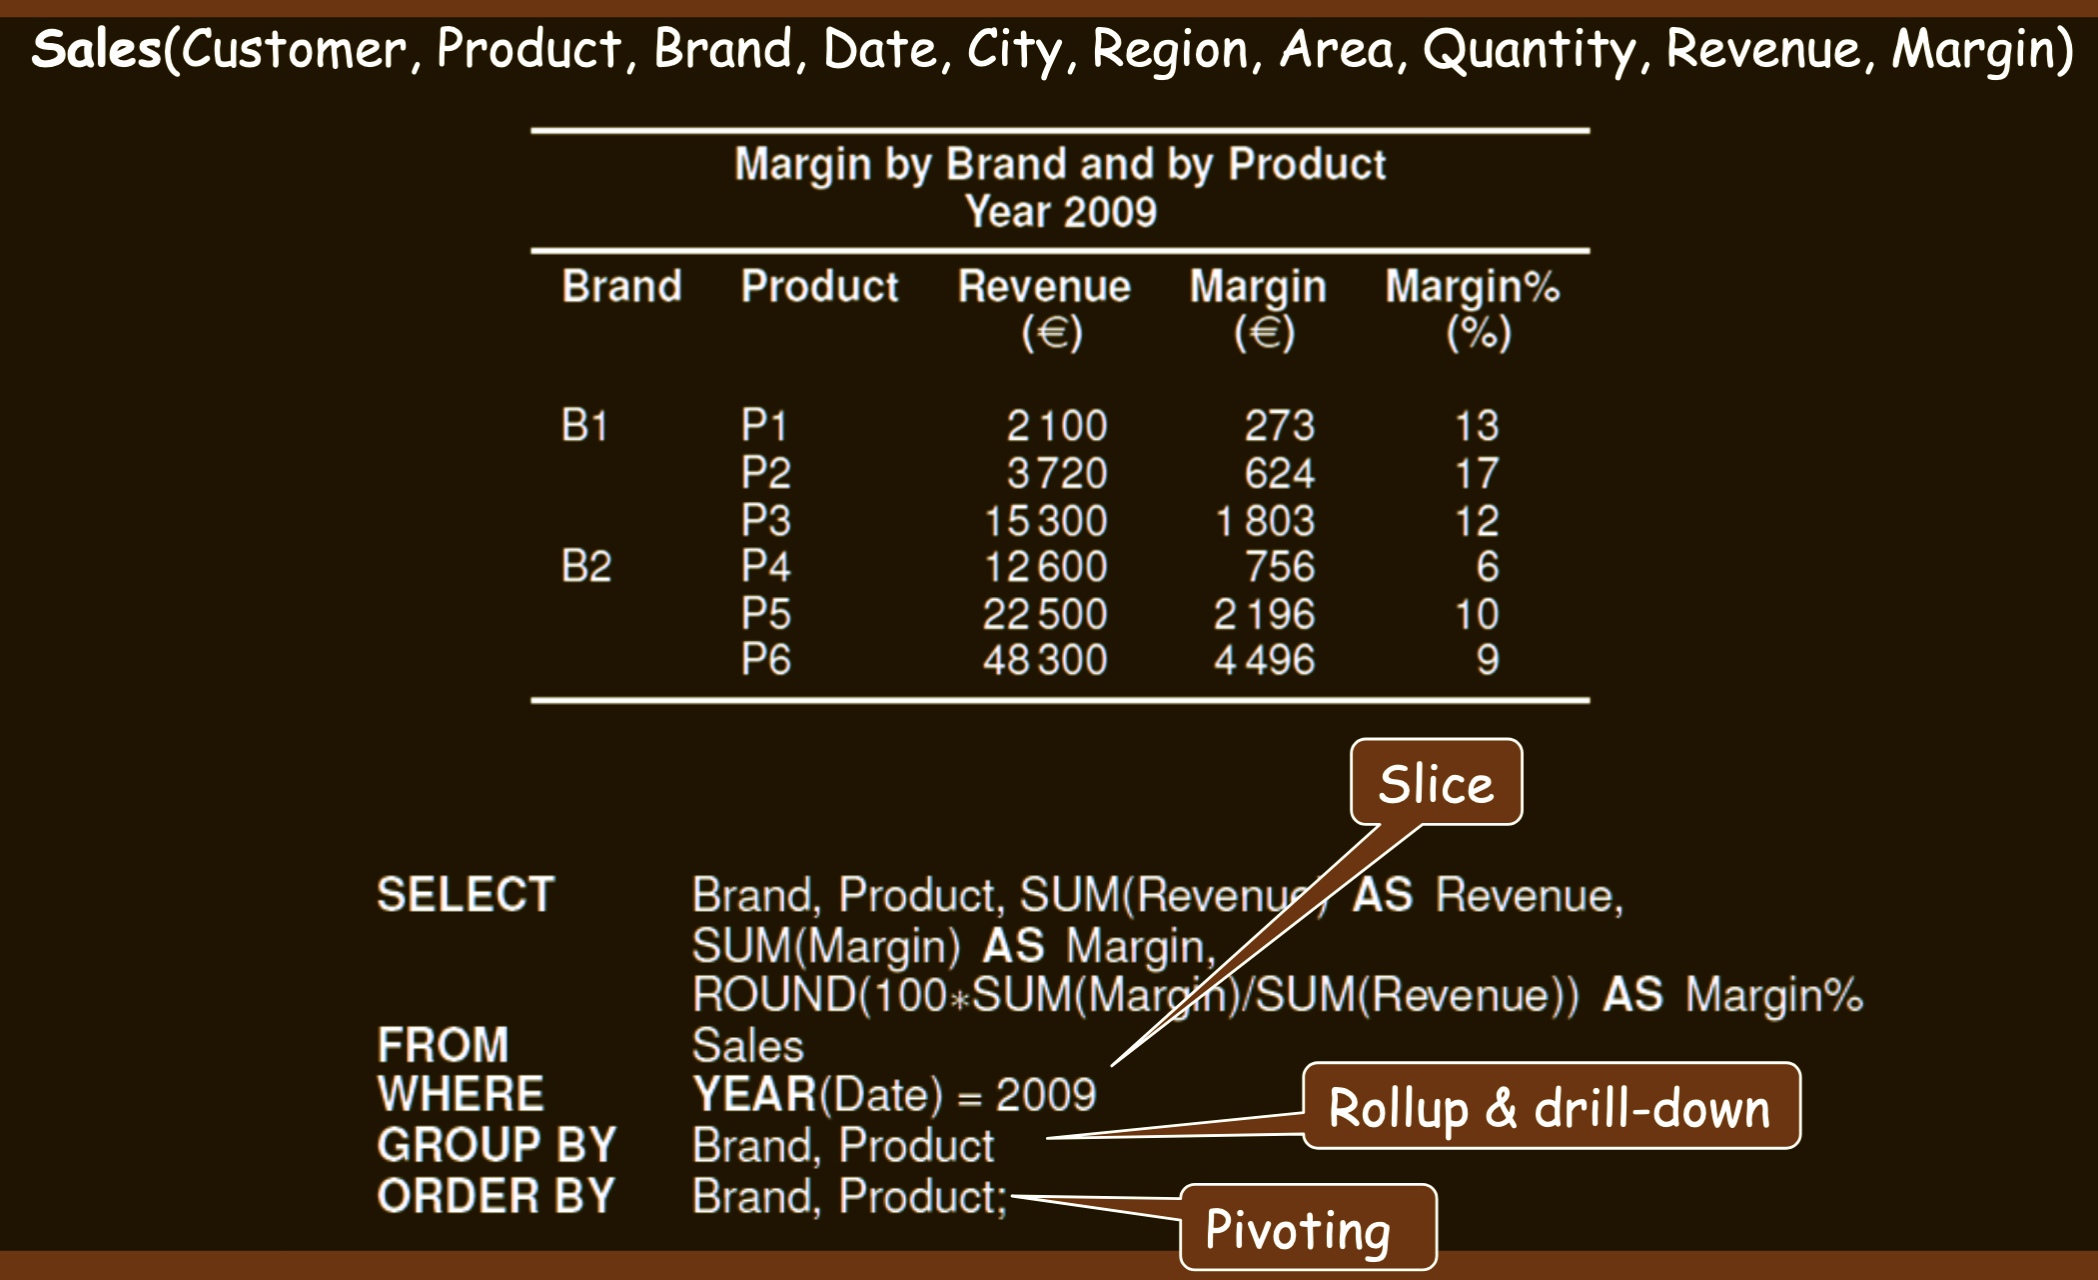 Sales(Customer, Product, Brand, Date, City, Region, Area, Quantity, Revenue, Margin)
Margin by Brand and by Product
Year 2009
Brand Product Revenue Margin Margin%
(€) (€) (%)
B1 P1 2 100 273 13
P2 3 720 624 17
P3 15 300 1 803 12
B2 P4 12 600 756 6
P5 22 500 2 196 10
P6 48 300 4 496 9
Slice
SELECT Brand, Product, SUM(Revenue) AS Revenue,
SUM(Margin) AS Margin,
ROUND(100*SUM(Margin)/SUM(Revenue)) AS Margin%
FROM Sales
WHERE YEAR(Date) = 2009
Rollup & drill-down
GROUP BY Brand, Product
ORDER BY Brand, Product;
Pivoting